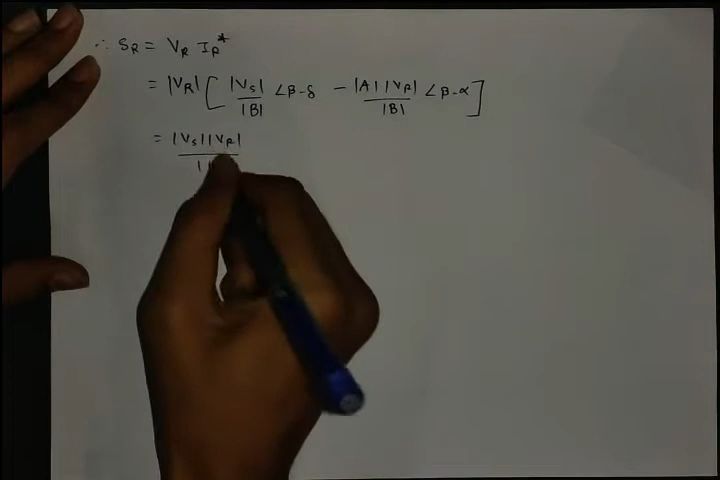 ∴ S_R = V_R I_R*
= |V_R| [ |V_S|/|B| ∠β-δ - |A||V_R|/|B| ∠β-α ]
= |V_S||V_R|/